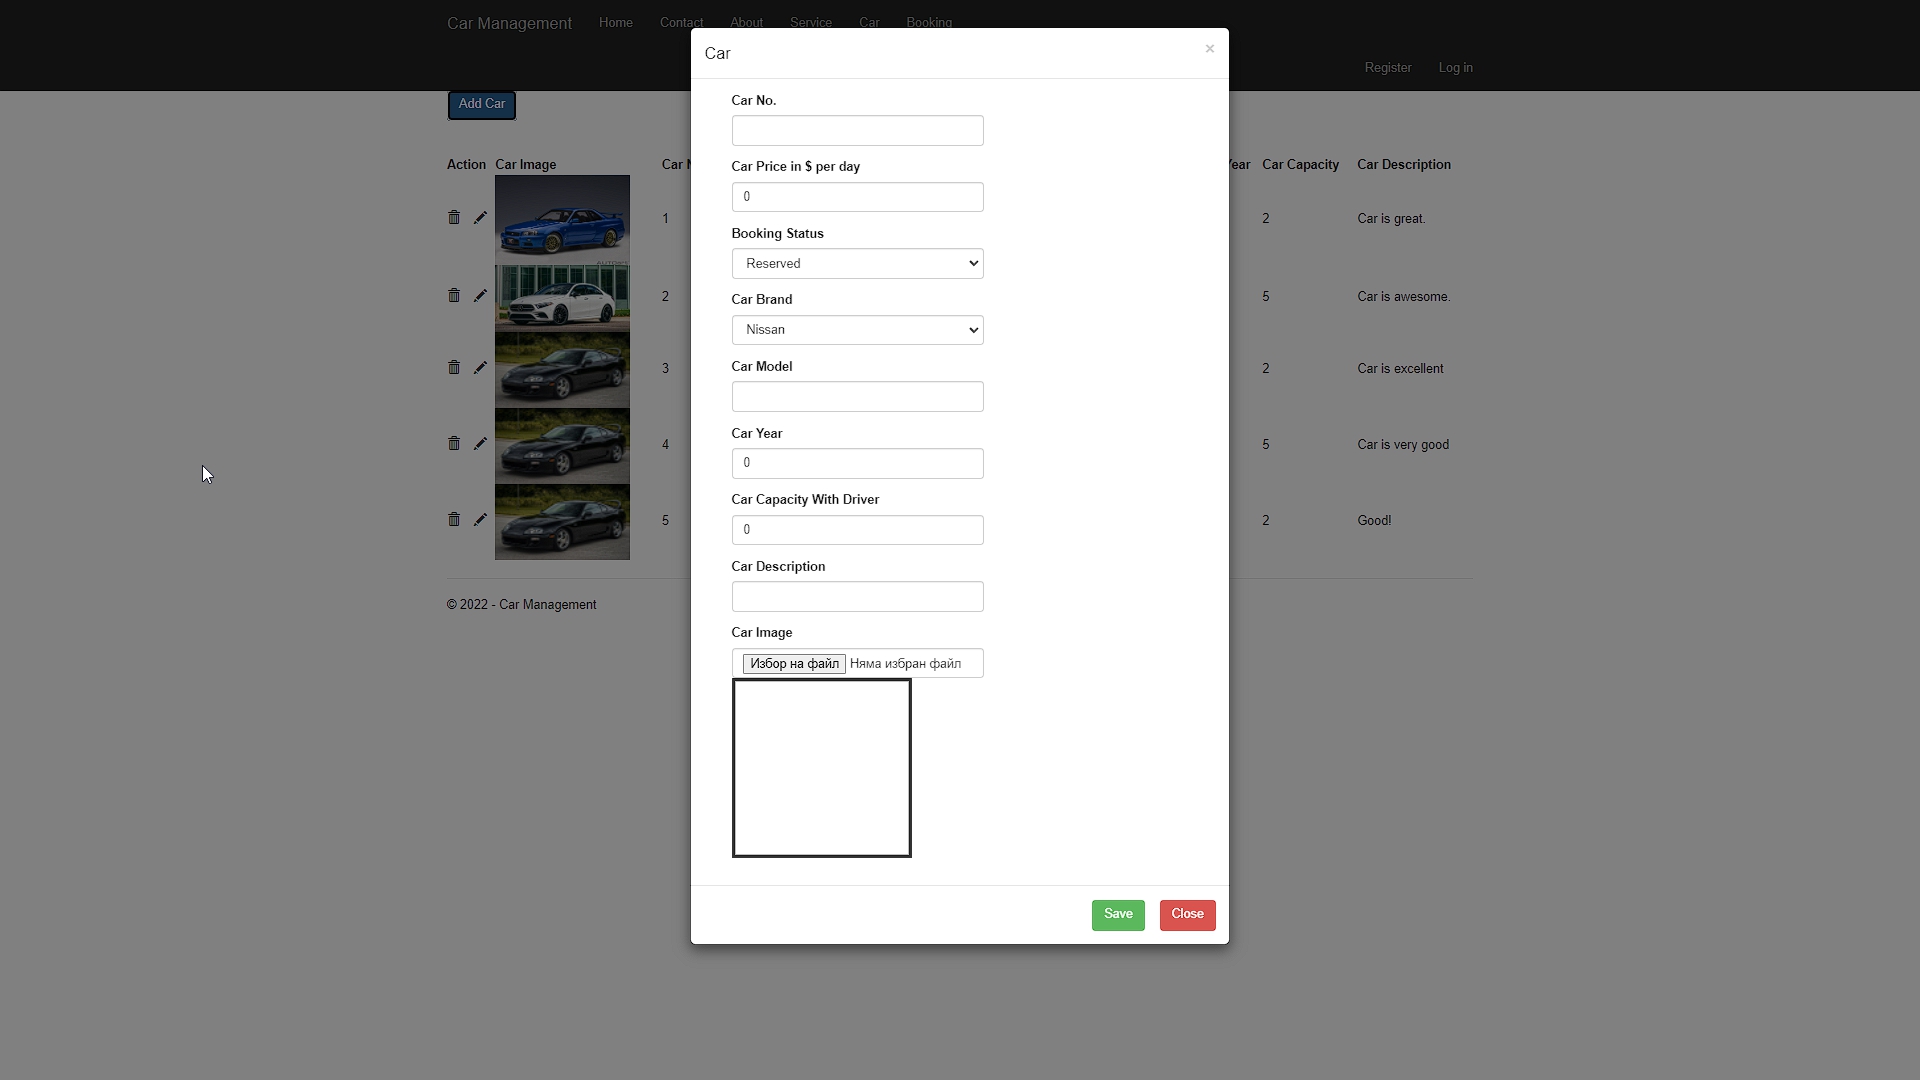 Car Management Home Contact About Service Car Booking
Register Log in
Add Car
Action Car Image Car N Year Car Capacity Car Description
1 2 Car is great.
2 5 Car is awesome.
3 2 Car is excellent
4 5 Car is very good
5 2 Good!
© 2022 - Car Management
Car ×
Car No.
Car Price in $ per day
0
Booking Status
Reserved
Car Brand
Nissan
Car Model
Car Year
0
Car Capacity With Driver
0
Car Description
Car Image
Избор на файл Няма избран файл
Save Close